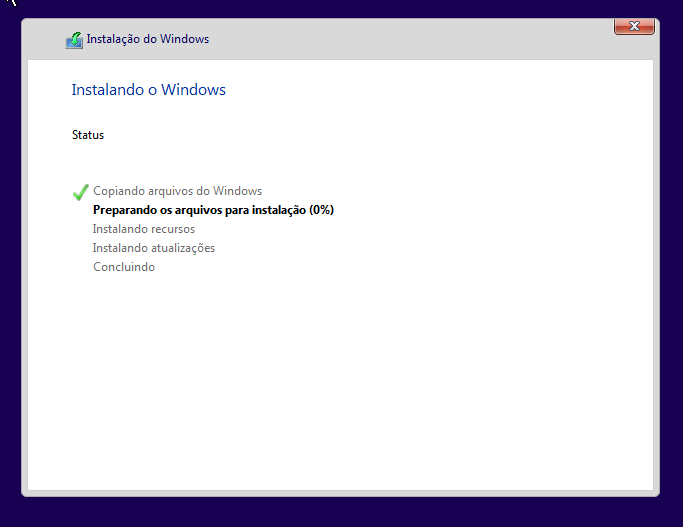 Instalação do Windows
Instalando o Windows
Status
Copiando arquivos do Windows
Preparando os arquivos para instalação (0%)
Instalando recursos
Instalando atualizações
Concluindo